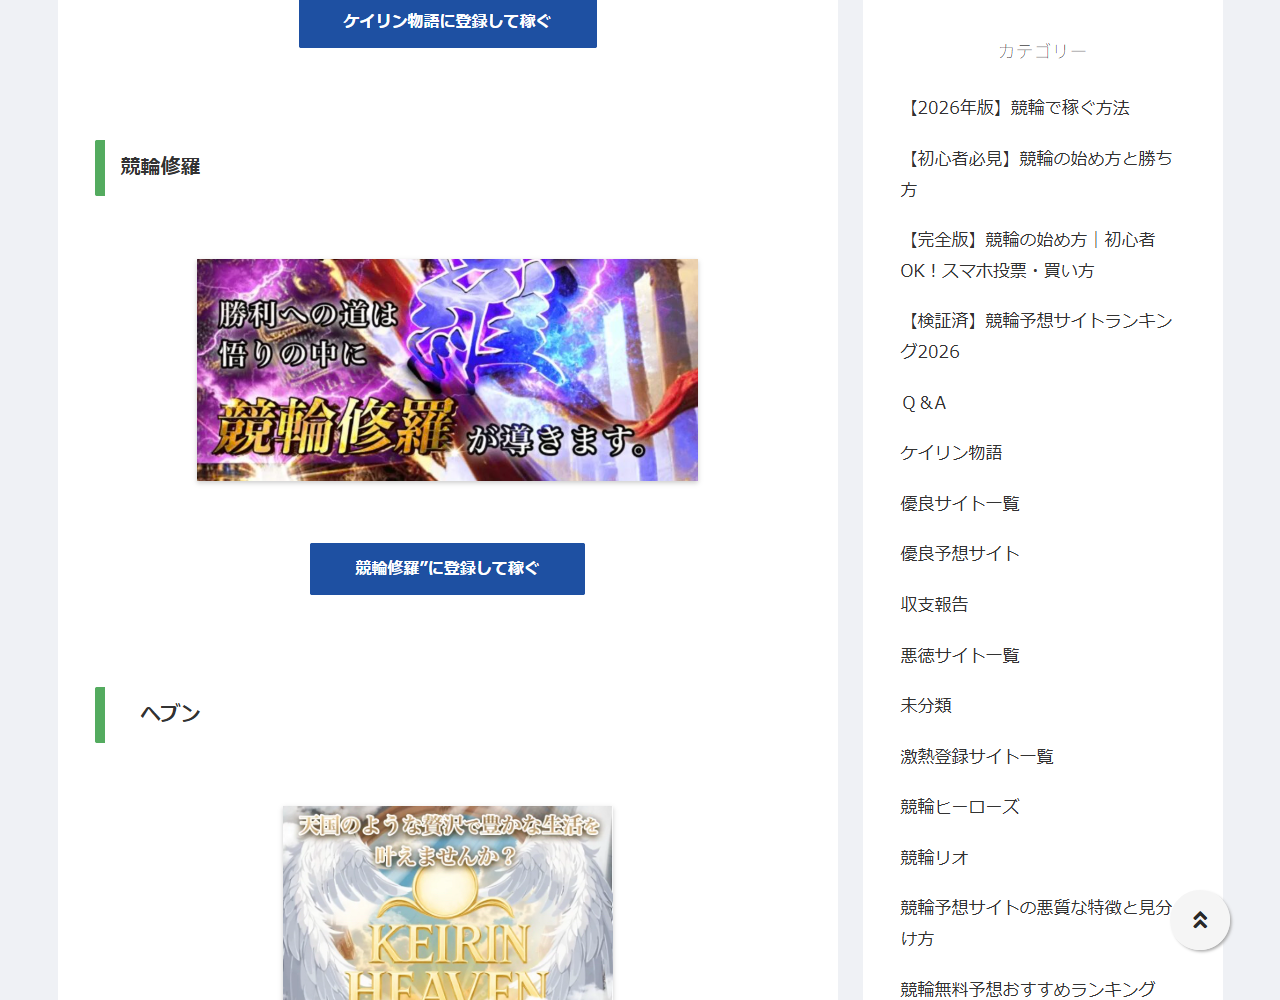 ケイリン物語に登録して稼ぐ
競輪修羅
羅
勝利への道は
悟りの中に
競輪修羅が導きます。
競輪修羅”に登録して稼ぐ
ヘブン
天国のような贅沢で豊かな生活を
叶えませんか？
KEIRIN
HEAVEN
カテゴリー
【2026年版】競輪で稼ぐ方法
【初心者必見】競輪の始め方と勝ち
方
【完全版】競輪の始め方｜初心者
OK！スマホ投票・買い方
【検証済】競輪予想サイトランキン
グ2026
Ｑ＆A
ケイリン物語
優良サイト一覧
優良予想サイト
収支報告
悪徳サイト一覧
未分類
激熱登録サイト一覧
競輪ヒーローズ
競輪リオ
競輪予想サイトの悪質な特徴と見分
け方
競輪無料予想おすすめランキング